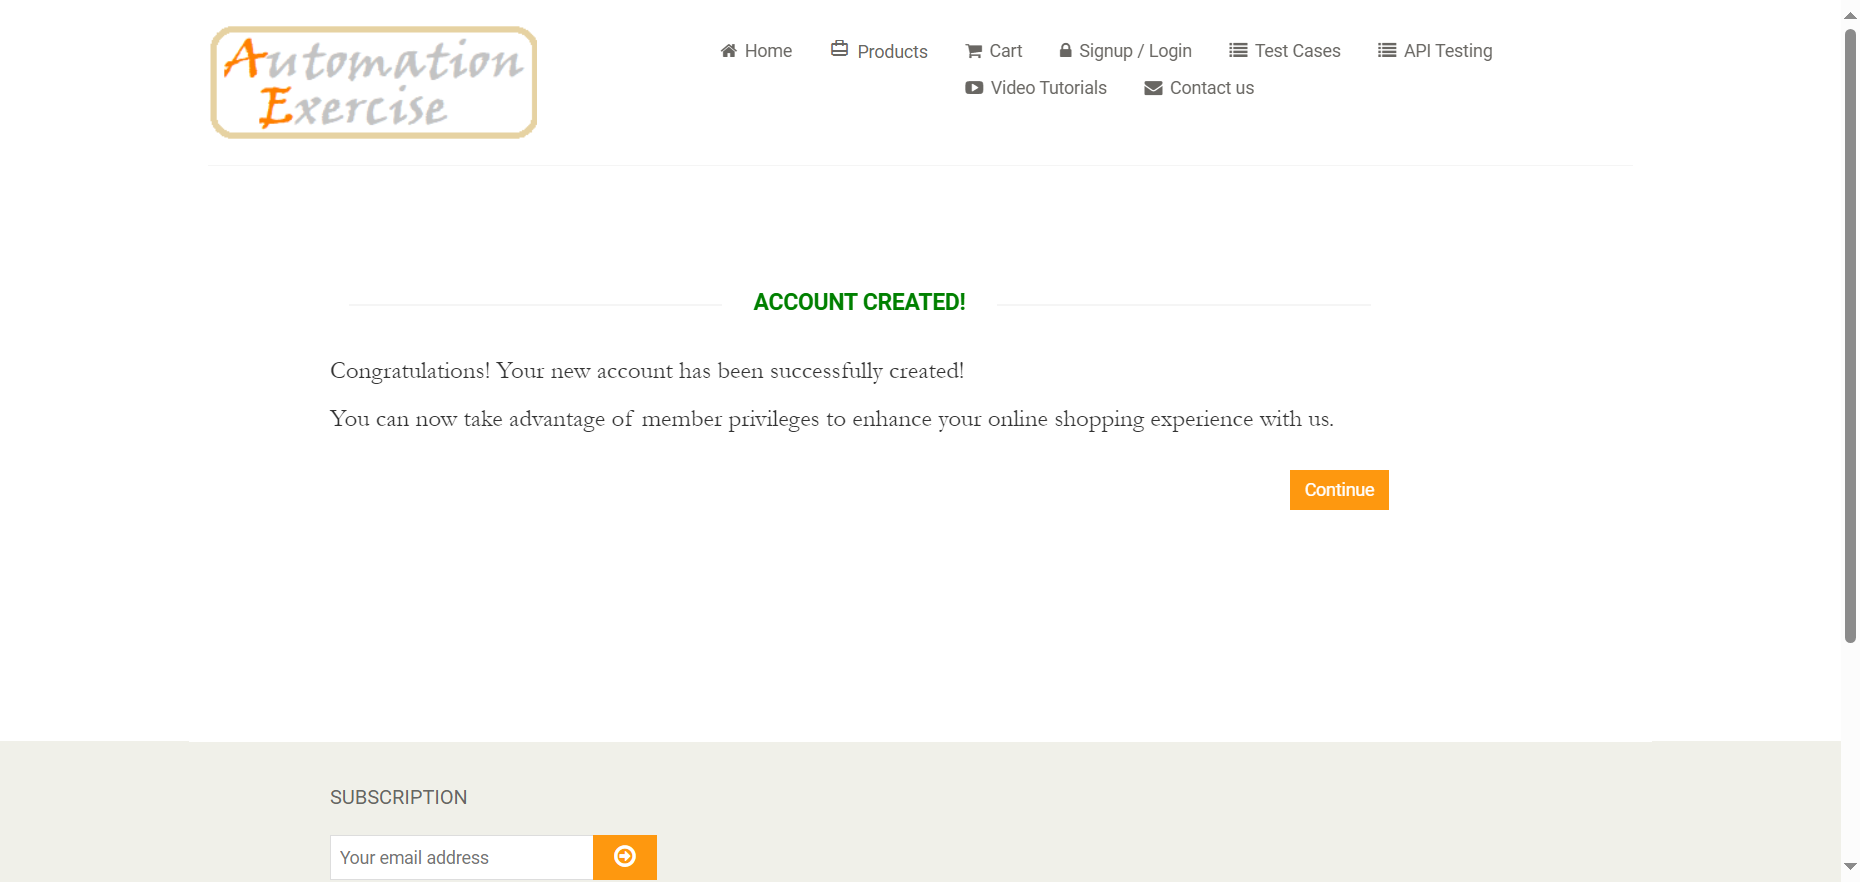 Automation
Exercise
Home Products Cart Signup / Login Test Cases API Testing
Video Tutorials Contact us
ACCOUNT CREATED!
Congratulations! Your new account has been successfully created!
You can now take advantage of member privileges to enhance your online shopping experience with us.
Continue
SUBSCRIPTION
Your email address